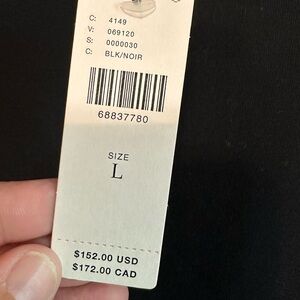 C: 4149
V: 069120
S: 0000030
C: BLK/NOIR
68837780
SIZE
L
$152.00 USD
$172.00 CAD